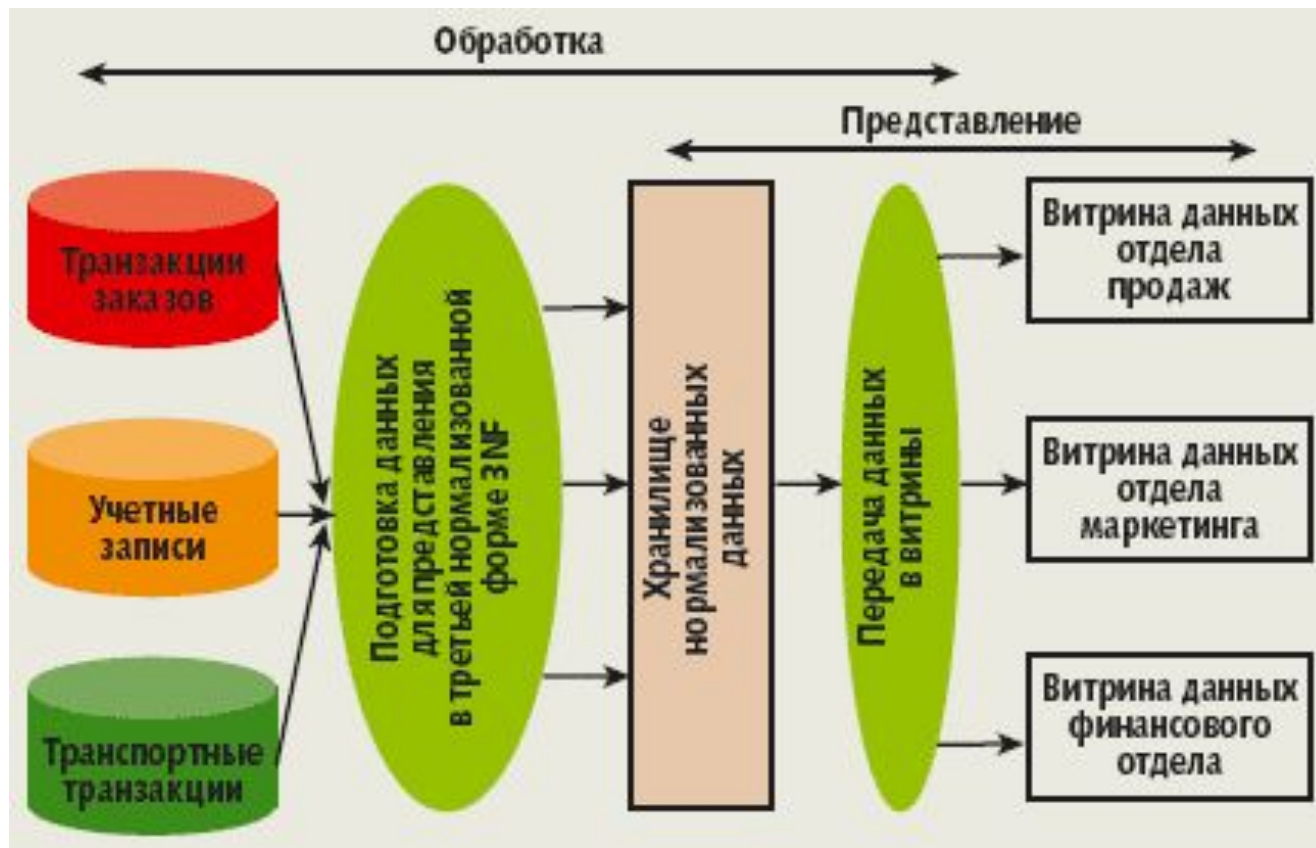 Обработка
Представление
Транзакции
заказов
Учетные
записи
Транспортные
транзакции
Подготовка данных
для представления
в третьей нормализованной
форме 3NF
Хранилище
нормализованных
данных
Передача данных
в витрины
Витрина данных
отдела
продаж
Витрина данных
отдела
маркетинга
Витрина данных
финансового
отдела